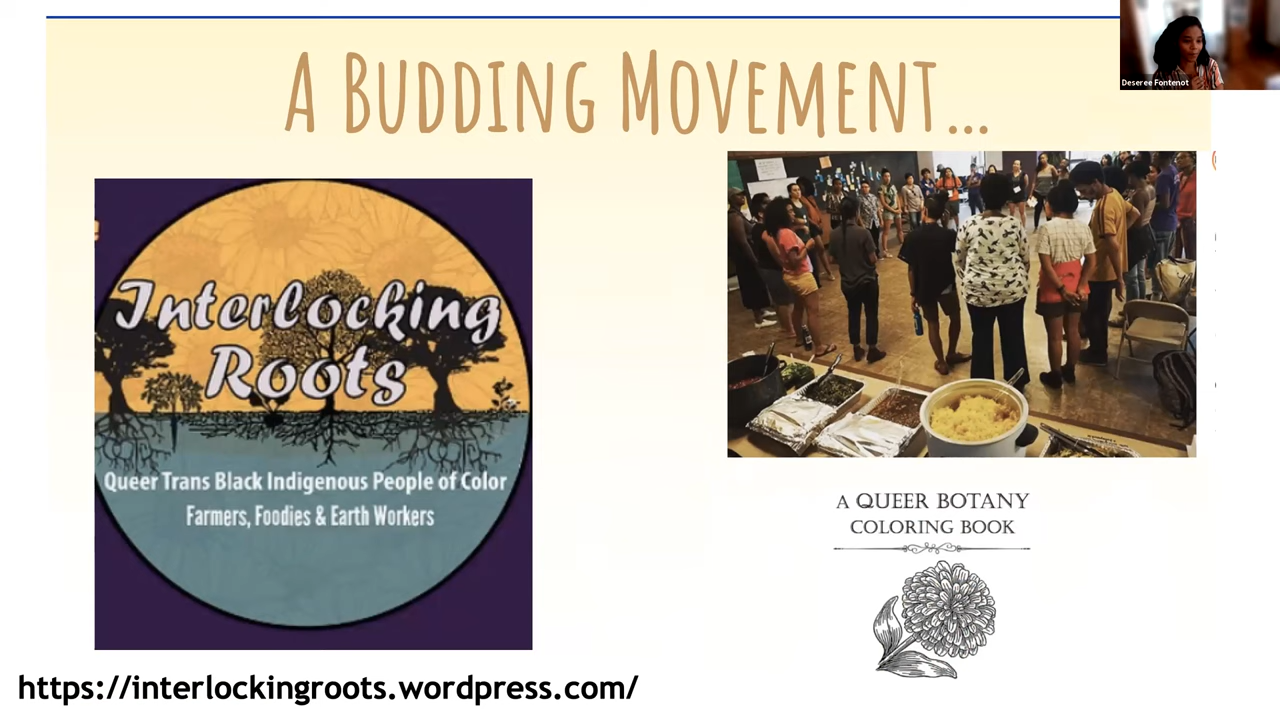 A Budding Movement...
Deseree Fontenot
Interlocking
Roots
Queer Trans Black Indigenous People of Color
Farmers, Foodies & Earth Workers
A QUEER BOTANY
COLORING BOOK
https://interlockingroots.wordpress.com/